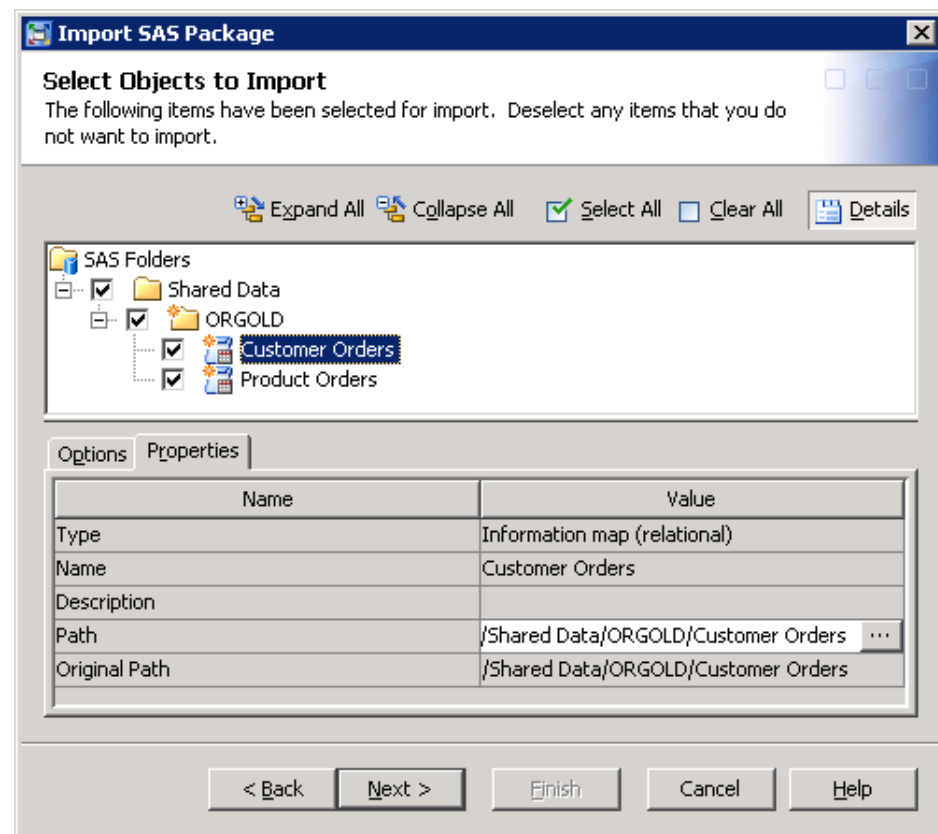 Import SAS Package
Select Objects to Import
The following items have been selected for import. Deselect any items that you do
not want to import.
Expand All Collapse All Select All Clear All Details
SAS Folders
Shared Data
ORGOLD
Customer Orders
Product Orders
Options Properties
Name Value
Type Information map (relational)
Name Customer Orders
Description
Path /Shared Data/ORGOLD/Customer Orders ...
Original Path /Shared Data/ORGOLD/Customer Orders
< Back Next > Finish Cancel Help